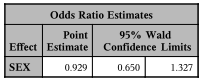 Odds Ratio Estimates
Effect Point Estimate 95% Wald Confidence Limits
SEX 0.929 0.650 1.327